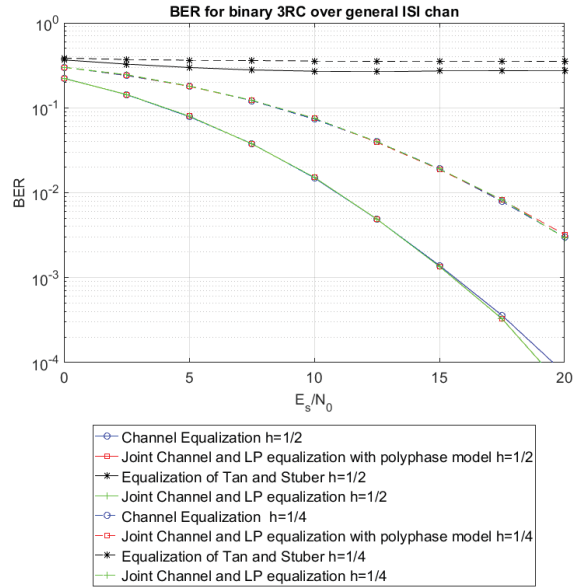 BER for binary 3RC over general ISI chan
BER
10^0
10^-1
10^-2
10^-3
10^-4
0
5
10
15
20
E_s/N_0
Channel Equalization h=1/2
Joint Channel and LP equalization with polyphase model h=1/2
Equalization of Tan and Stuber h=1/2
Joint Channel and LP equalization h=1/2
Channel Equalization  h=1/4
Joint Channel and LP equalization with polyphase model h=1/4
Equalization of Tan and Stuber h=1/4
Joint Channel and LP equalization h=1/4